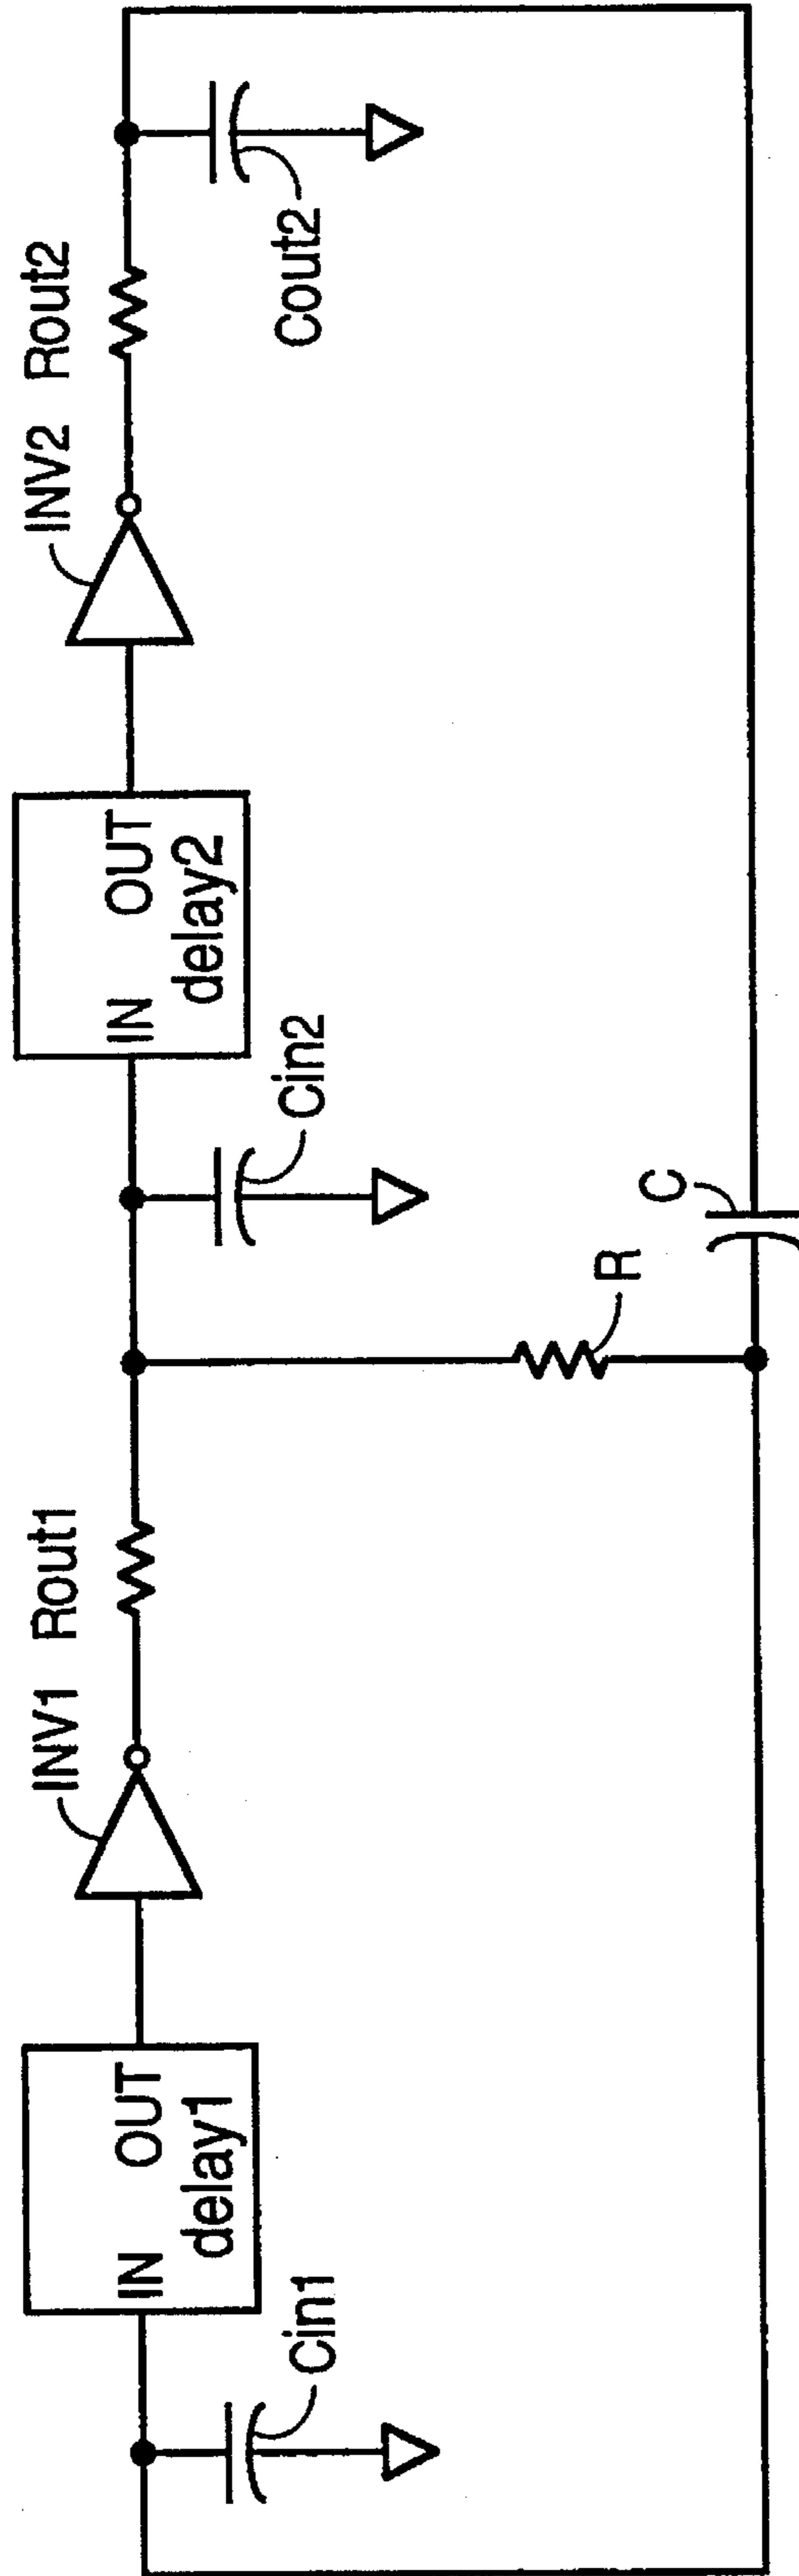 INV1 Rout1
INV2 Rout2
IN OUT
delay1
IN OUT
delay2
Cin1
Cin2
Cout2
R
C